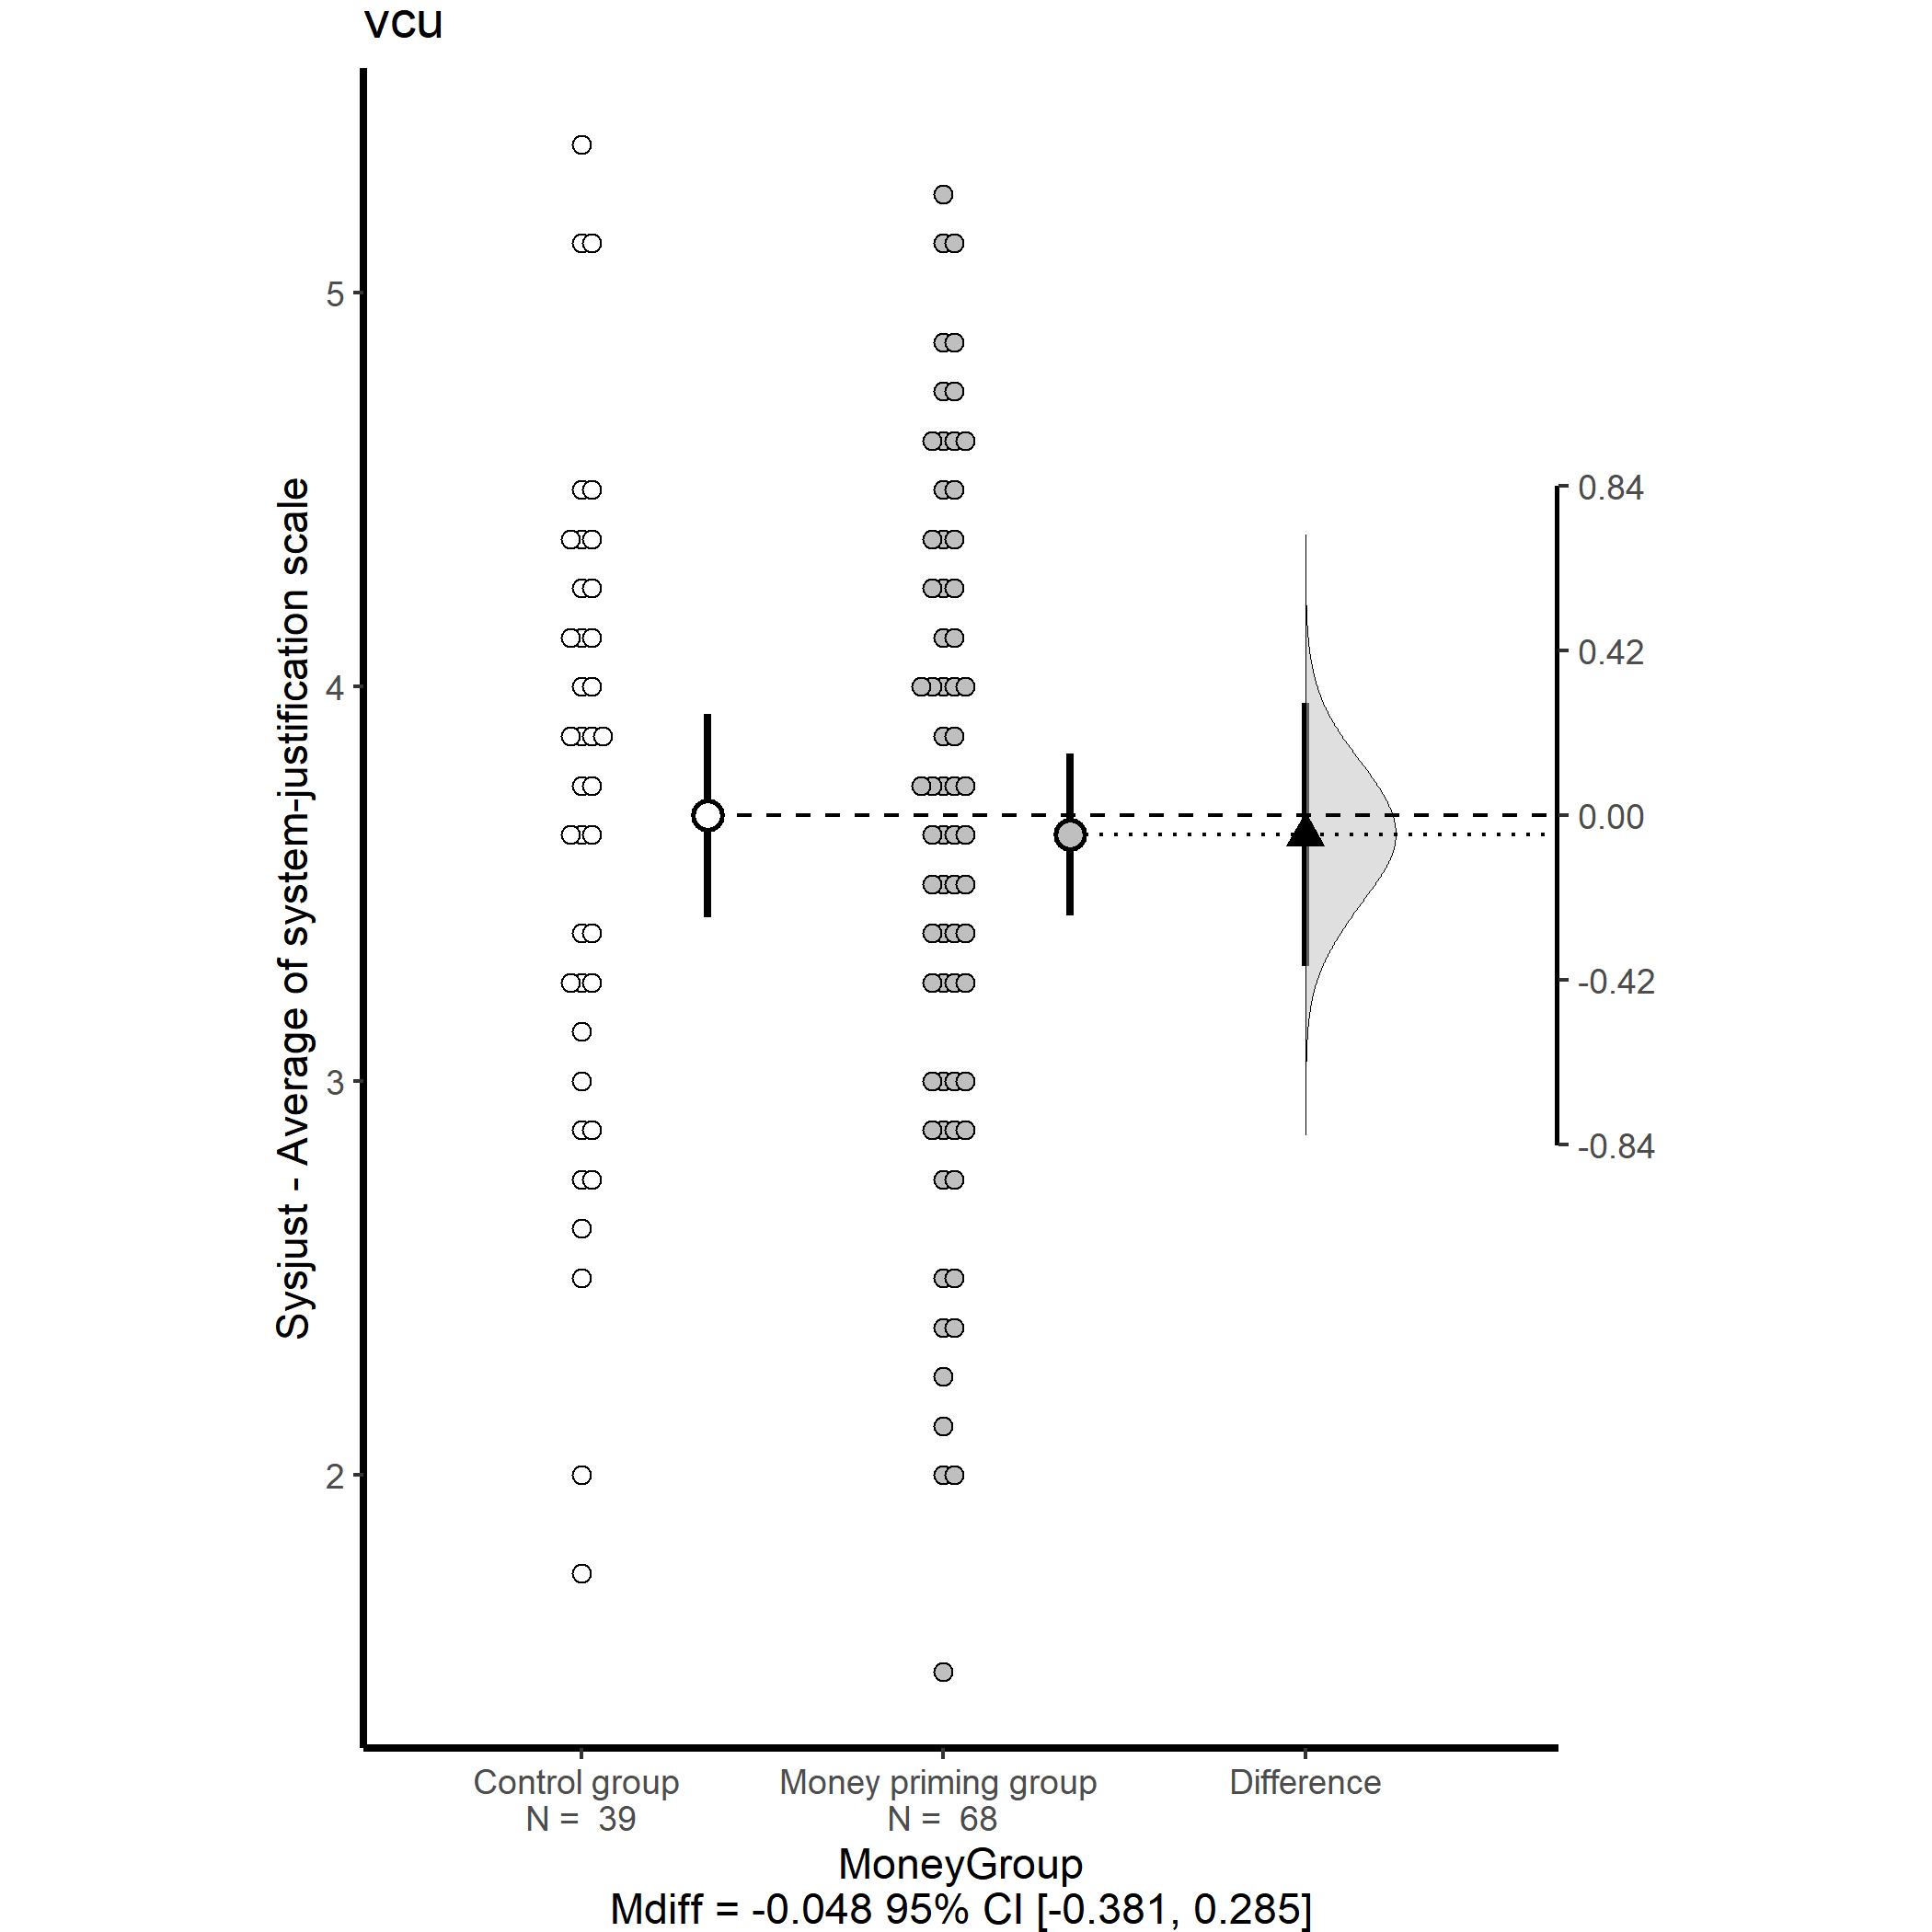 vcu
Sysjust - Average of system-justification scale
5
4
3
2
0.84
0.42
0.00
-0.42
-0.84
Control group
N =  39
Money priming group
N =  68
Difference
MoneyGroup
Mdiff = -0.048 95% CI [-0.381, 0.285]